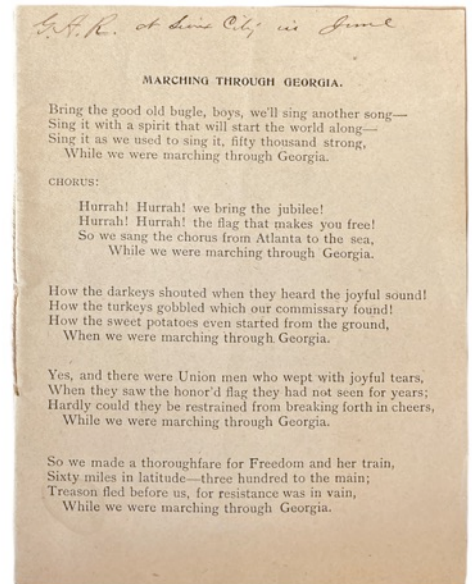 G.A.R. at Sioux City in June
MARCHING THROUGH GEORGIA.
Bring the good old bugle, boys, we'll sing another song—
Sing it with a spirit that will start the world along—
Sing it as we used to sing it, fifty thousand strong,
While we were marching through Georgia.
CHORUS:
Hurrah! Hurrah! we bring the jubilee!
Hurrah! Hurrah! the flag that makes you free!
So we sang the chorus from Atlanta to the sea,
While we were marching through Georgia.
How the darkeys shouted when they heard the joyful sound!
How the turkeys gobbled which our commissary found!
How the sweet potatoes even started from the ground,
When we were marching through Georgia.
Yes, and there were Union men who wept with joyful tears,
When they saw the honor'd flag they had not seen for years;
Hardly could they be restrained from breaking forth in cheers,
While we were marching through Georgia.
So we made a thoroughfare for Freedom and her train,
Sixty miles in latitude—three hundred to the main;
Treason fled before us, for resistance was in vain,
While we were marching through Georgia.